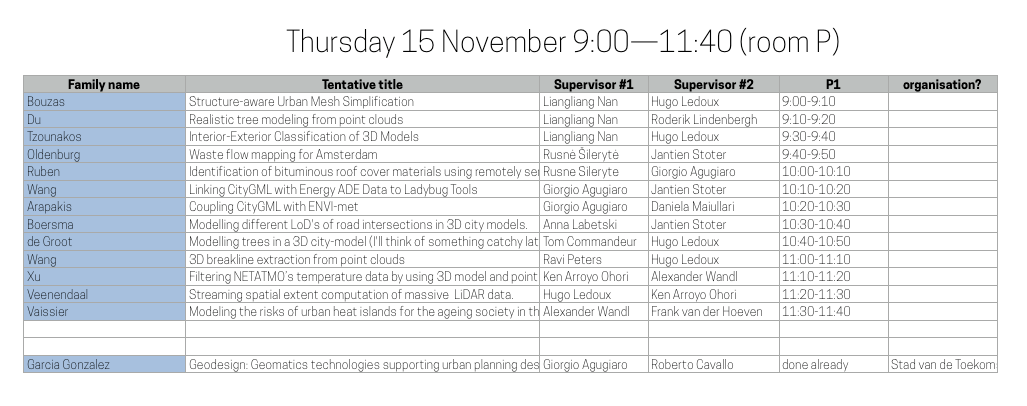 Thursday 15 November 9:00—11:40 (room P)
Family name Tentative title Supervisor #1 Supervisor #2 P1 organisation?
Bouzas Structure-aware Urban Mesh Simplification Liangliang Nan Hugo Ledoux 9:00-9:10
Du Realistic tree modeling from point clouds Liangliang Nan Roderik Lindenbergh 9:10-9:20
Tzounakos Interior-Exterior Classification of 3D Models Liangliang Nan Hugo Ledoux 9:30-9:40
Oldenburg Waste flow mapping for Amsterdam Rusnė Šilerytė Jantien Stoter 9:40-9:50
Ruben Identification of bituminous roof cover materials using remotely ser Rusne Sileryte Giorgio Agugiaro 10:00-10:10
Wang Linking CityGML with Energy ADE Data to Ladybug Tools Giorgio Agugiaro Jantien Stoter 10:10-10:20
Arapakis Coupling CityGML with ENVI-met Giorgio Agugiaro Daniela Maiullari 10:20-10:30
Boersma Modelling different LoD's of road intersections in 3D city models. Anna Labetski Jantien Stoter 10:30-10:40
de Groot Modelling trees in a 3D city-model (I'll think of something catchy lat Tom Commandeur Hugo Ledoux 10:40-10:50
Wang 3D breakline extraction from point clouds Ravi Peters Hugo Ledoux 11:00-11:10
Xu Filtering NETATMO's temperature data by using 3D model and point Ken Arroyo Ohori Alexander Wandl 11:10-11:20
Veenendaal Streaming spatial extent computation of massive LiDAR data. Hugo Ledoux Ken Arroyo Ohori 11:20-11:30
Vaissier Modeling the risks of urban heat islands for the ageing society in th Alexander Wandl Frank van der Hoeven 11:30-11:40
Garcia Gonzalez Geodesign: Geomatics technologies supporting urban planning des Giorgio Agugiaro Roberto Cavallo done already Stad van de Toekom